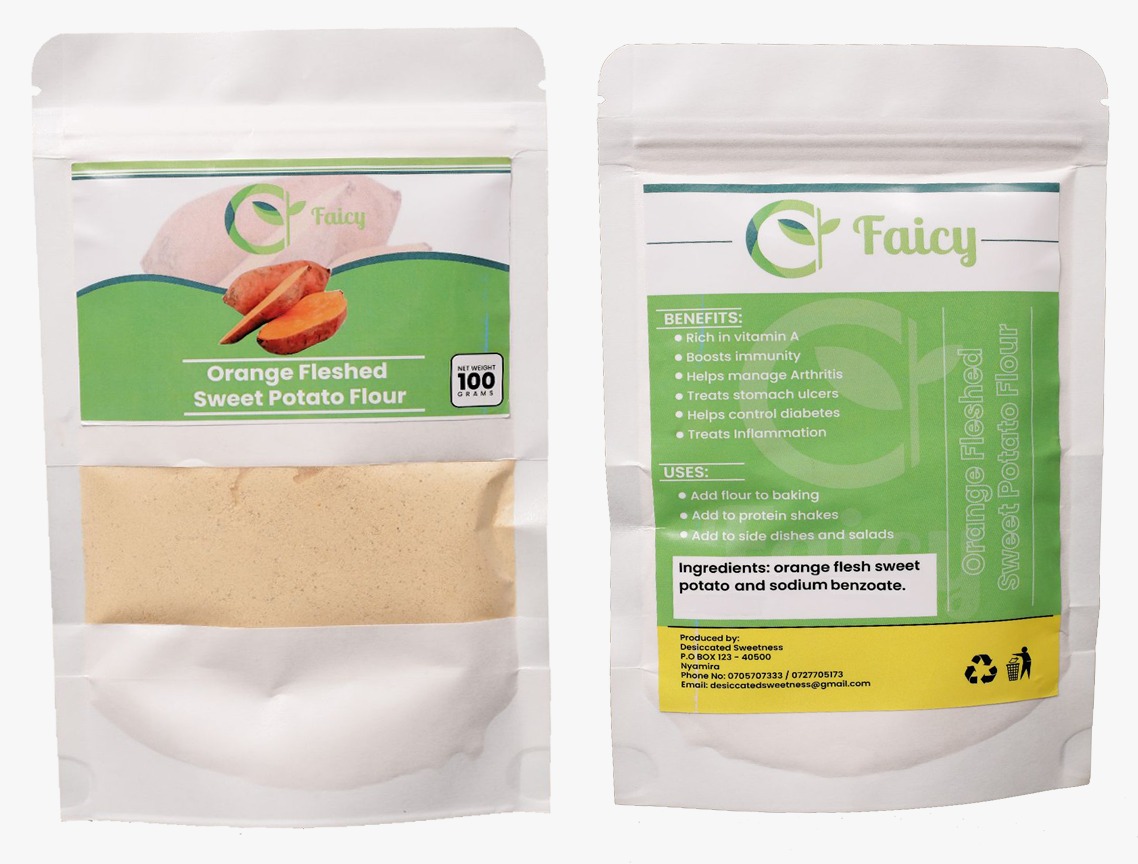 Faicy
Orange Fleshed
Sweet Potato Flour
NET WEIGHT
100
GRAMS
Faicy
BENEFITS:
Rich in vitamin A
Boosts immunity
Helps manage Arthritis
Treats stomach ulcers
Helps control diabetes
Treats Inflammation
USES:
Add flour to baking
Add to protein shakes
Add to side dishes and salads
Ingredients: orange flesh sweet
potato and sodium benzoate.
Orange Fleshed
Sweet Potato Flour
Produced by:
Desiccated Sweetness
P.O BOX 123 - 40500
Nyamira
Phone No: 0705707333 / 0727705173
Email: desiccatedsweetness@gmail.com